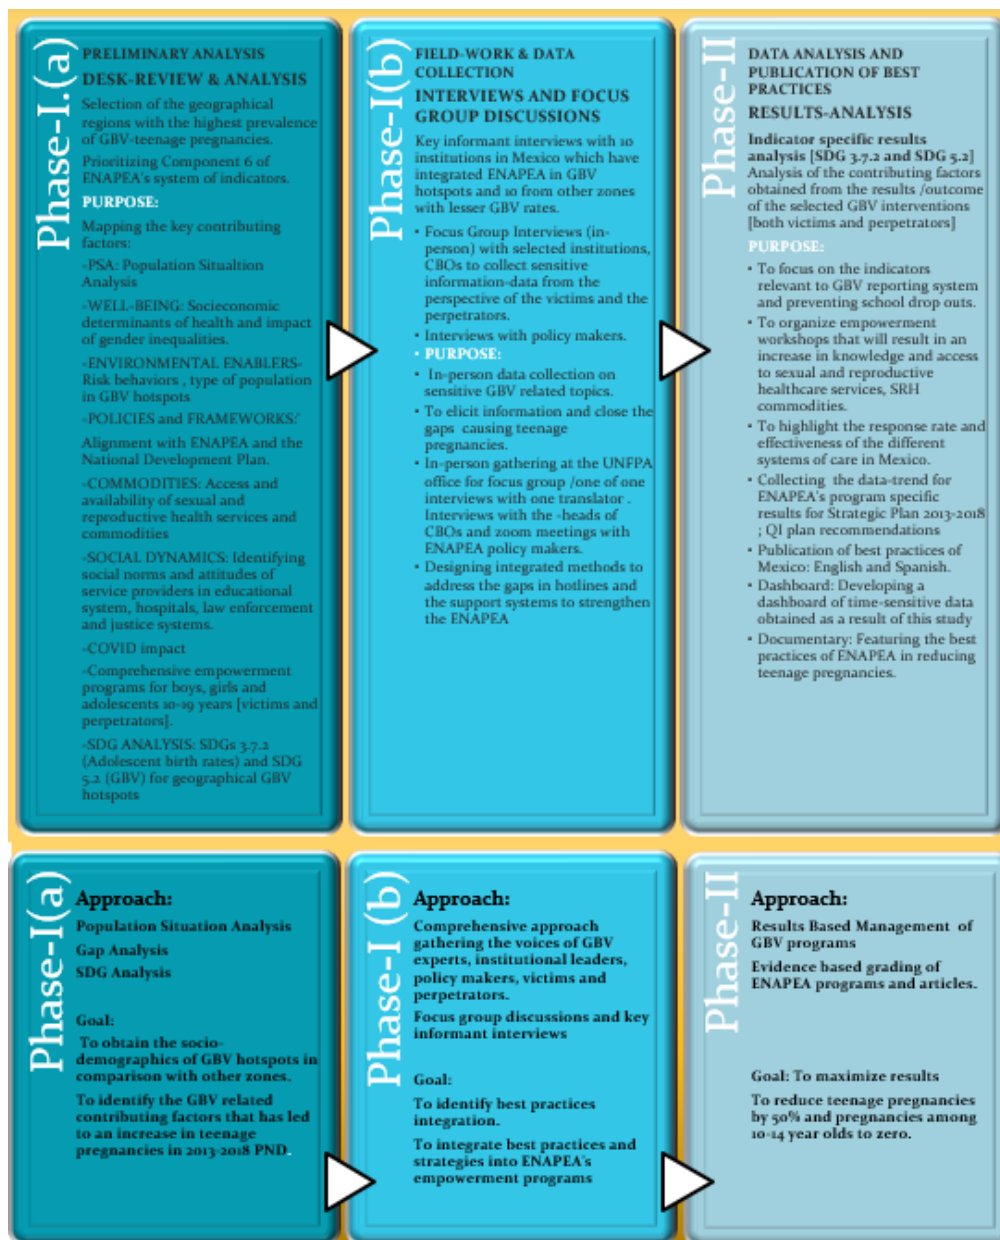 Phase-I.(a)
PRELIMINARY ANALYSIS
DESK-REVIEW & ANALYSIS
Selection of the geographical
regions with the highest prevalence
of GBV-teenage pregnancies.
Prioritizing Component 6 of
ENAPEA's system of indicators.
PURPOSE:
Mapping the key contributing
factors:
-PSA: Population Situaltion
Analysis
-WELL-BEING: Socieconomic
determinants of health and impact
of gender inequalities.
-ENVIRONMENTAL ENABLERS-
Risk behaviors , type of population
in GBV hotspots
-POLICIES and FRAMEWORKS:'
Alignment with ENAPEA and the
National Development Plan.
-COMMODITIES: Access and
availability of sexual and
reproductive health services and
commodities
-SOCIAL DYNAMICS: Identifying
social norms and attitudes of
service providers in educational
system, hospitals, law enforcement
and justice systems.
-COVID impact
-Comprehensive empowerment
programs for boys, girls and
adolescents 10-19 years [victims and
perpetrators].
-SDG ANALYSIS: SDGs 3.7.2
(Adolescent birth rates) and SDG
5.2 (GBV) for geographical GBV
hotspots
Phase-I(b)
FIELD-WORK & DATA
COLLECTION
INTERVIEWS AND FOCUS
GROUP DISCUSSIONS
Key informant interviews with 10
institutions in Mexico which have
integrated ENAPEA in GBV
hotspots and 10 from other zones
with lesser GBV rates.
• Focus Group Interviews (in-
person) with selected institutions,
CBOs to collect sensitive
information-data from the
perspective of the victims and the
perpetrators.
• Interviews with policy makers.
• PURPOSE:
• In-person data collection on
sensitive GBV related topics.
• To elicit information and close the
gaps causing teenage
pregnancies.
• In-person gathering at the UNFPA
office for focus group /one of one
interviews with one translator .
Interviews with the -heads of
CBOs and zoom meetings with
ENAPEA policy makers.
• Designing integrated methods to
address the gaps in hotlines and
the support systems to strengthen
the ENAPEA
Phase-II
DATA ANALYSIS AND
PUBLICATION OF BEST
PRACTICES
RESULTS-ANALYSIS
Indicator specific results
analysis [SDG 3.7.2 and SDG 5.2]
Analysis of the contributing factors
obtained from the results /outcome
of the selected GBV interventions
[both victims and perpetrators]
PURPOSE:
• To focus on the indicators
relevant to GBV reporting system
and preventing school drop outs.
• To organize empowerment
workshops that will result in an
increase in knowledge and access
to sexual and reproductive
healthcare services, SRH
commodities.
• To highlight the response rate and
effectiveness of the different
systems of care in Mexico.
• Collecting the data-trend for
ENAPEA's program specific
results for Strategic Plan 2013-2018
; QI plan recommendations
• Publication of best practices of
Mexico: English and Spanish.
• Dashboard: Developing a
dashboard of time-sensitive data
obtained as a result of this study
• Documentary: Featuring the best
practices of ENAPEA in reducing
teenage pregnancies.
Phase-I(a)
Approach:
Population Situation Analysis
Gap Analysis
SDG Analysis
Goal:
To obtain the socio-
demographics of GBV hotspots in
comparison with other zones.
To identify the GBV related
contributing factors that has led
to an increase in teenage
pregnancies in 2013-2018 PND.
Phase-I (b)
Approach:
Comprehensive approach
gathering the voices of GBV
experts, institutional leaders,
policy makers, victims and
perpetrators.
Focus group discussions and key
informant interviews
Goal:
To identify best practices
integration.
To integrate best practices and
strategies into ENAPEA's
empowerment programs
Phase-II
Approach:
Results Based Management of
GBV programs
Evidence based grading of
ENAPEA programs and articles.
Goal: To maximize results
To reduce teenage pregnancies
by 50% and pregnancies among
10-14 year olds to zero.